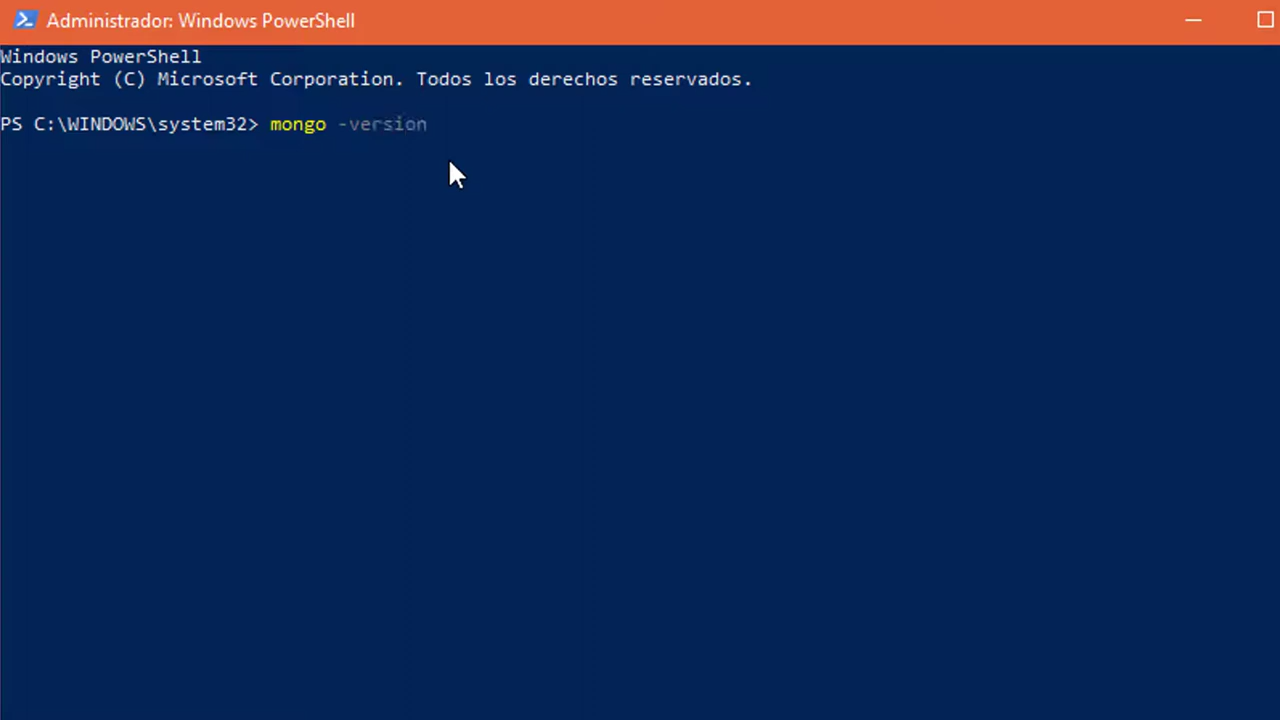 Administrador: Windows PowerShell
Windows PowerShell
Copyright (C) Microsoft Corporation. Todos los derechos reservados.
PS C:\WINDOWS\system32> mongo -version